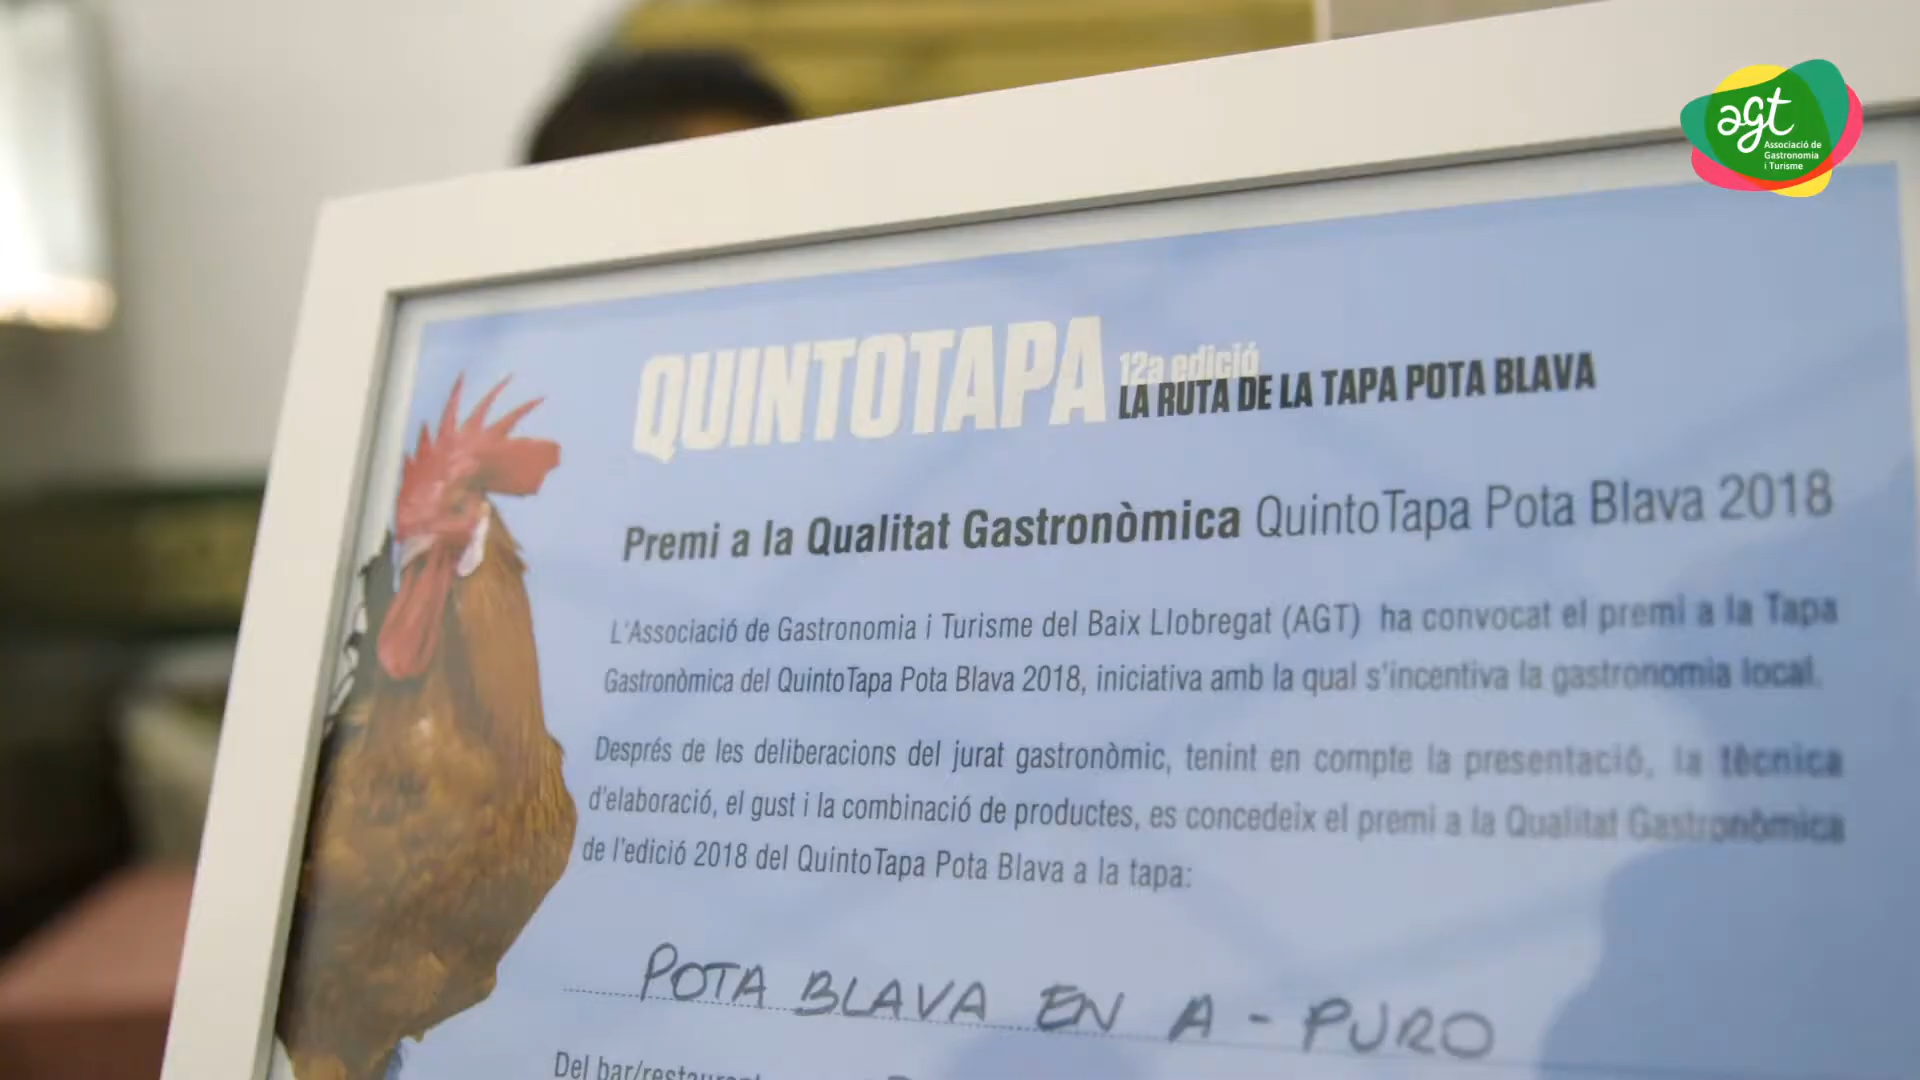 agt
Associació de
Gastronomia
i Turisme
QUINTOTAPA
12a edició
LA RUTA DE LA TAPA POTA BLAVA
Premi a la Qualitat Gastronòmica QuintoTapa Pota Blava 2018
L'Associació de Gastronomia i Turisme del Baix Llobregat (AGT) ha convocat el premi a la Tapa
Gastronòmica del QuintoTapa Pota Blava 2018, iniciativa amb la qual s'incentiva la gastronomia local.
Després de les deliberacions del jurat gastronòmic, tenint en compte la presentació, la tècnica
d'elaboració, el gust i la combinació de productes, es concedeix el premi a la Qualitat Gastronòmica
de l'edició 2018 del QuintoTapa Pota Blava a la tapa:
POTA BLAVA EN A - PURO
Del bar/restaurant